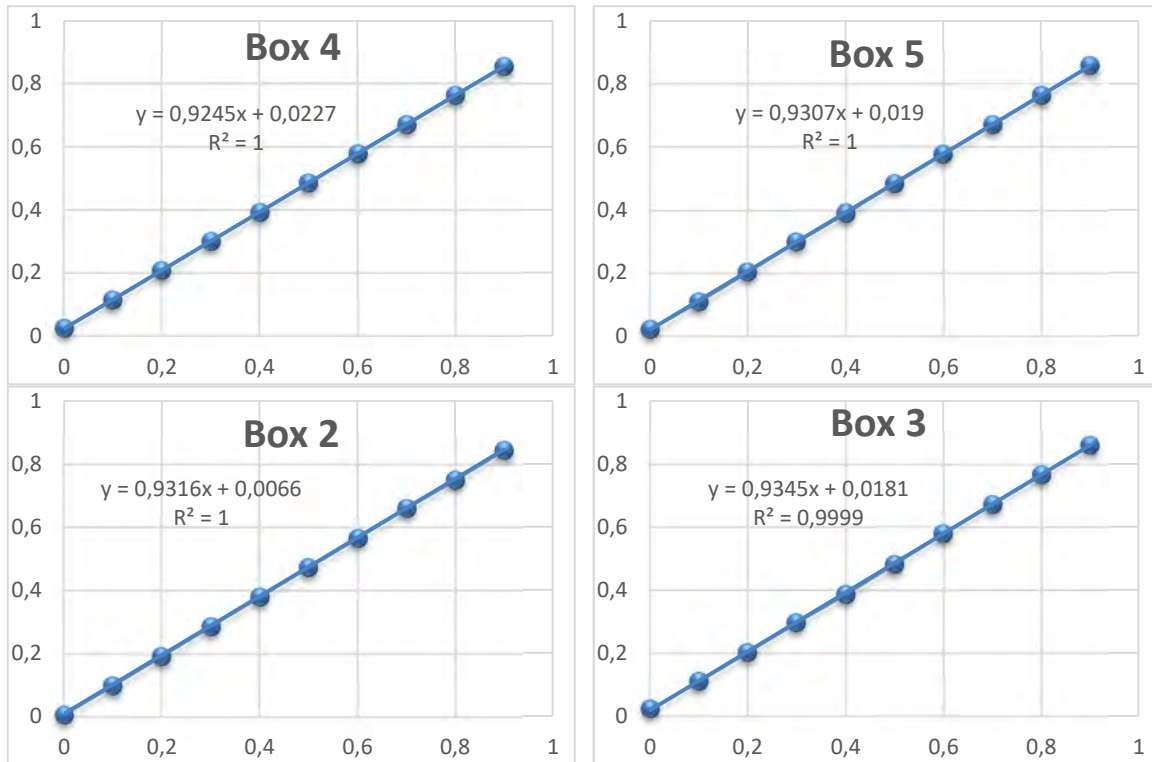 Box 4
y = 0,9245x + 0,0227
R² = 1
1
0,8
0,6
0,4
0,2
0
0 0,2 0,4 0,6 0,8 1
Box 5
y = 0,9307x + 0,019
R² = 1
1
0,8
0,6
0,4
0,2
0
0 0,2 0,4 0,6 0,8 1
Box 2
y = 0,9316x + 0,0066
R² = 1
1
0,8
0,6
0,4
0,2
0
0 0,2 0,4 0,6 0,8 1
Box 3
y = 0,9345x + 0,0181
R² = 0,9999
1
0,8
0,6
0,4
0,2
0
0 0,2 0,4 0,6 0,8 1